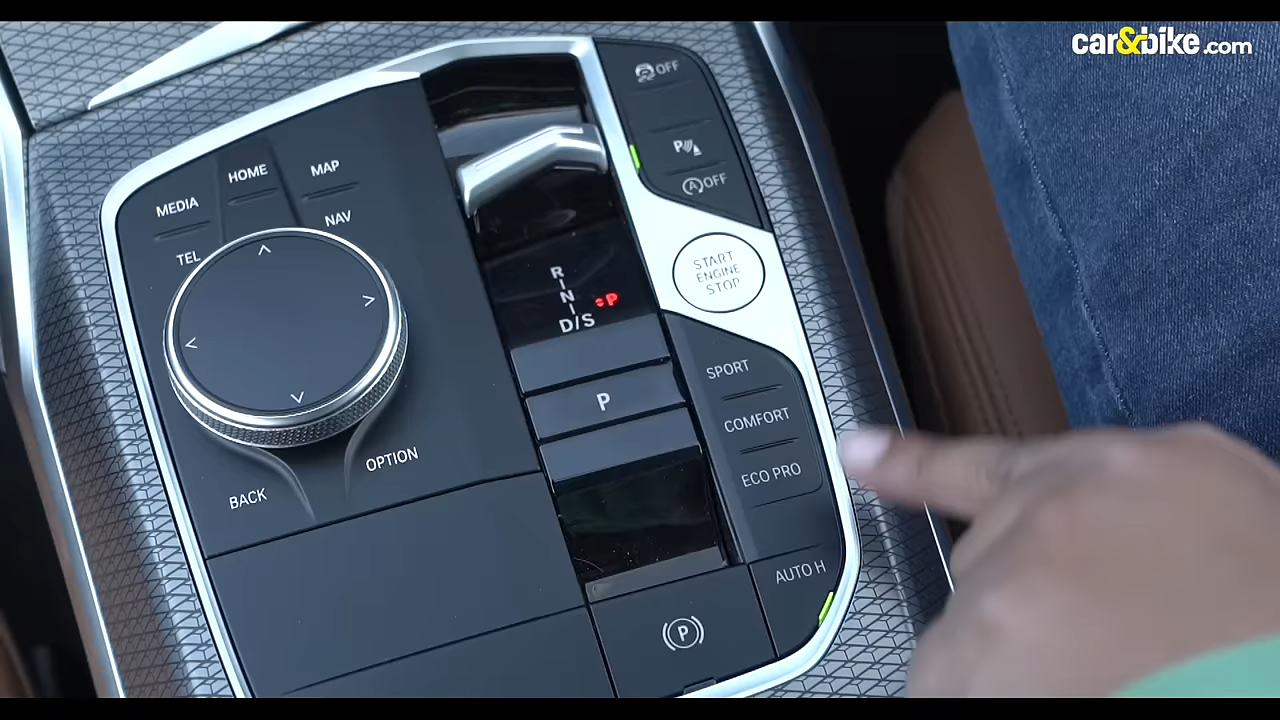 car&bike.com
OFF
P
(A)OFF
START
ENGINE
STOP
HOME
MAP
MEDIA
NAV
TEL
R
N
P
D/S
P
SPORT
COMFORT
ECO PRO
OPTION
BACK
AUTO H
(P)